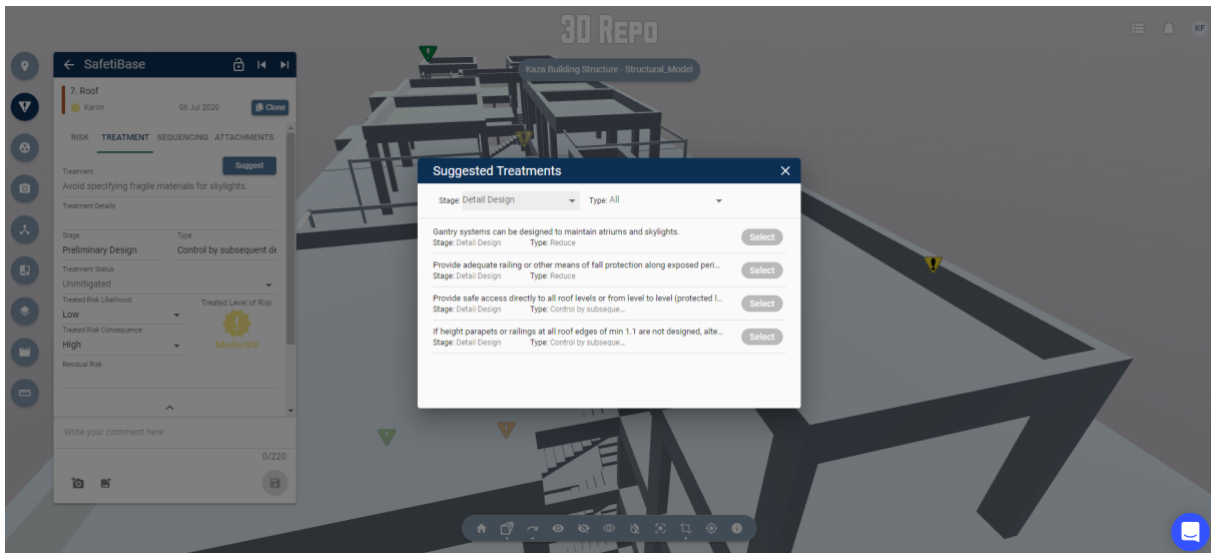 3D REPO
KF
SafetiBase
Kaza Building Structure - Structural_Model
7. Roof
Karim
06 Jul 2020
Clone
RISK TREATMENT SEQUENCING ATTACHMENTS
Suggest
Treatment
Avoid specifying fragile materials for skylights.
Treatment Details
Stage Type
Preliminary Design Control by subsequent de
Treatment Status
Unmitigated
Treated Risk Likelihood Treated Level of Risk
Low
Treated Risk Consequence
High Moderate
Residual Risk
Write your comment here
0/220
Suggested Treatments
Stage: Detail Design Type: All
Gantry systems can be designed to maintain atriums and skylights.
Stage: Detail Design Type: Reduce
Select
Provide adequate railing or other means of fall protection along exposed peri...
Stage: Detail Design Type: Reduce
Select
Provide safe access directly to all roof levels or from level to level (protected l...
Stage: Detail Design Type: Control by subseque...
Select
If height parapets or railings at all roof edges of min 1.1 are not designed, alte...
Stage: Detail Design Type: Control by subseque...
Select